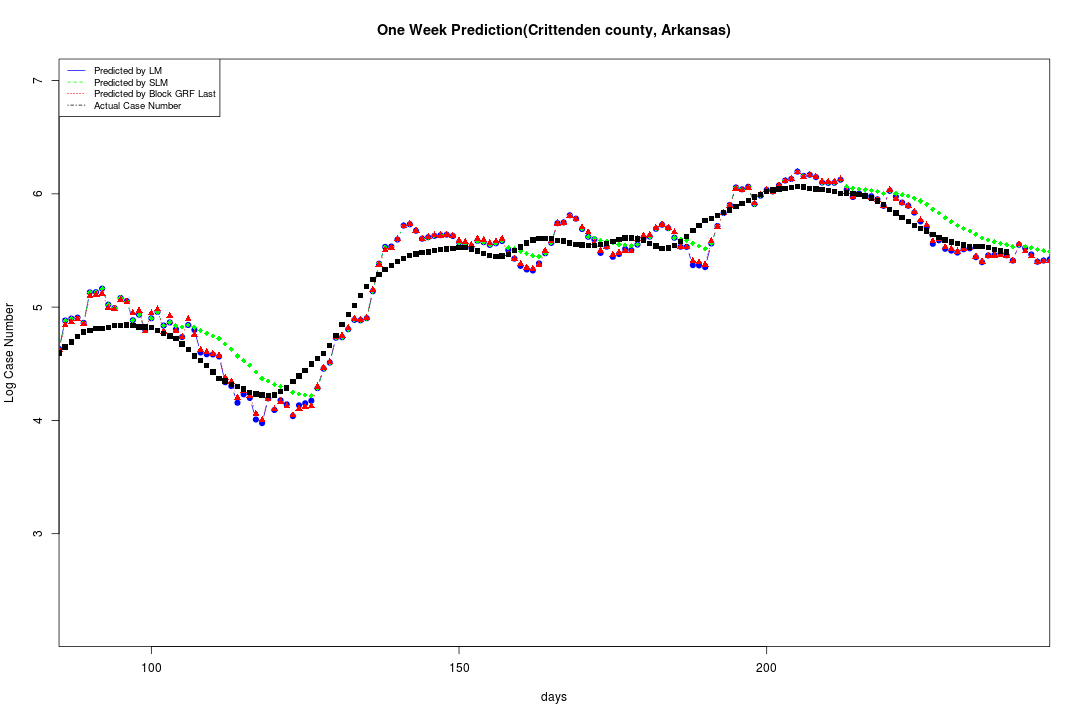 One Week Prediction(Crittenden county, Arkansas)
Predicted by LM
Predicted by SLM
Predicted by Block GRF Last
Actual Case Number
7
6
5
4
3
Log Case Number
100
150
200
days